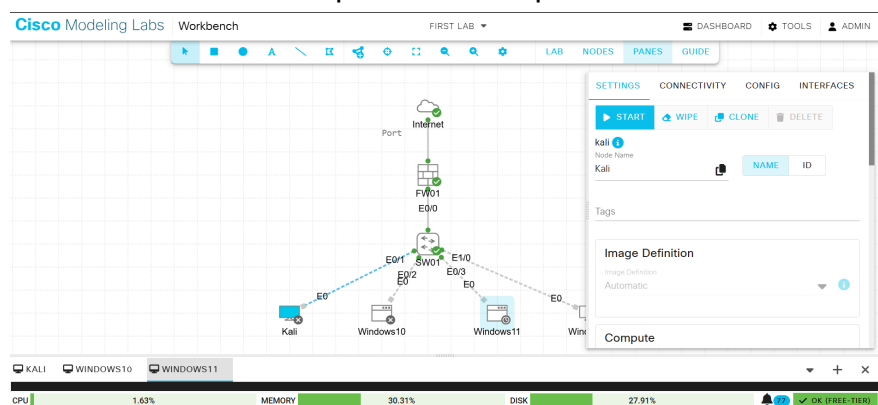 Cisco Modeling Labs Workbench FIRST LAB DASHBOARD TOOLS ADMIN
A LAB NODES PANES GUIDE
SETTINGS CONNECTIVITY CONFIG INTERFACES
START WIPE CLONE DELETE
kali
Node Name
Kali
NAME ID
Tags
Image Definition
Image Definition
Automatic
Compute
Internet
Port
FW01
E0/0
SW01
E0/1 E1/0
E0/2 E0/3
E0 E0
E0 E0
Kali Windows10 Windows11 Wind
KALI WINDOWS10 WINDOWS11
CPU 1.63% MEMORY 30.31% DISK 27.91% 77 OK (FREE-TIER)